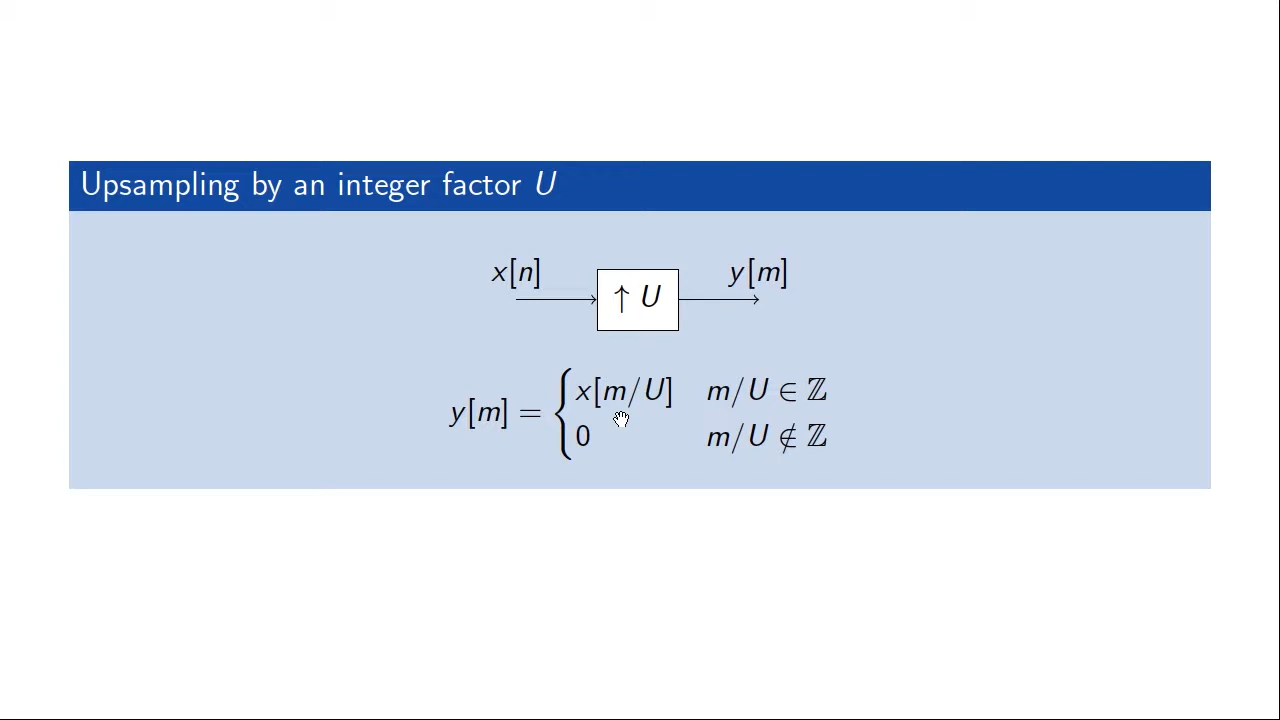 Upsampling by an integer factor U
x[n]
↑ U
y[m]
y[m] = { x[m/U] m/U ∈ ℤ
0 m/U ∉ ℤ